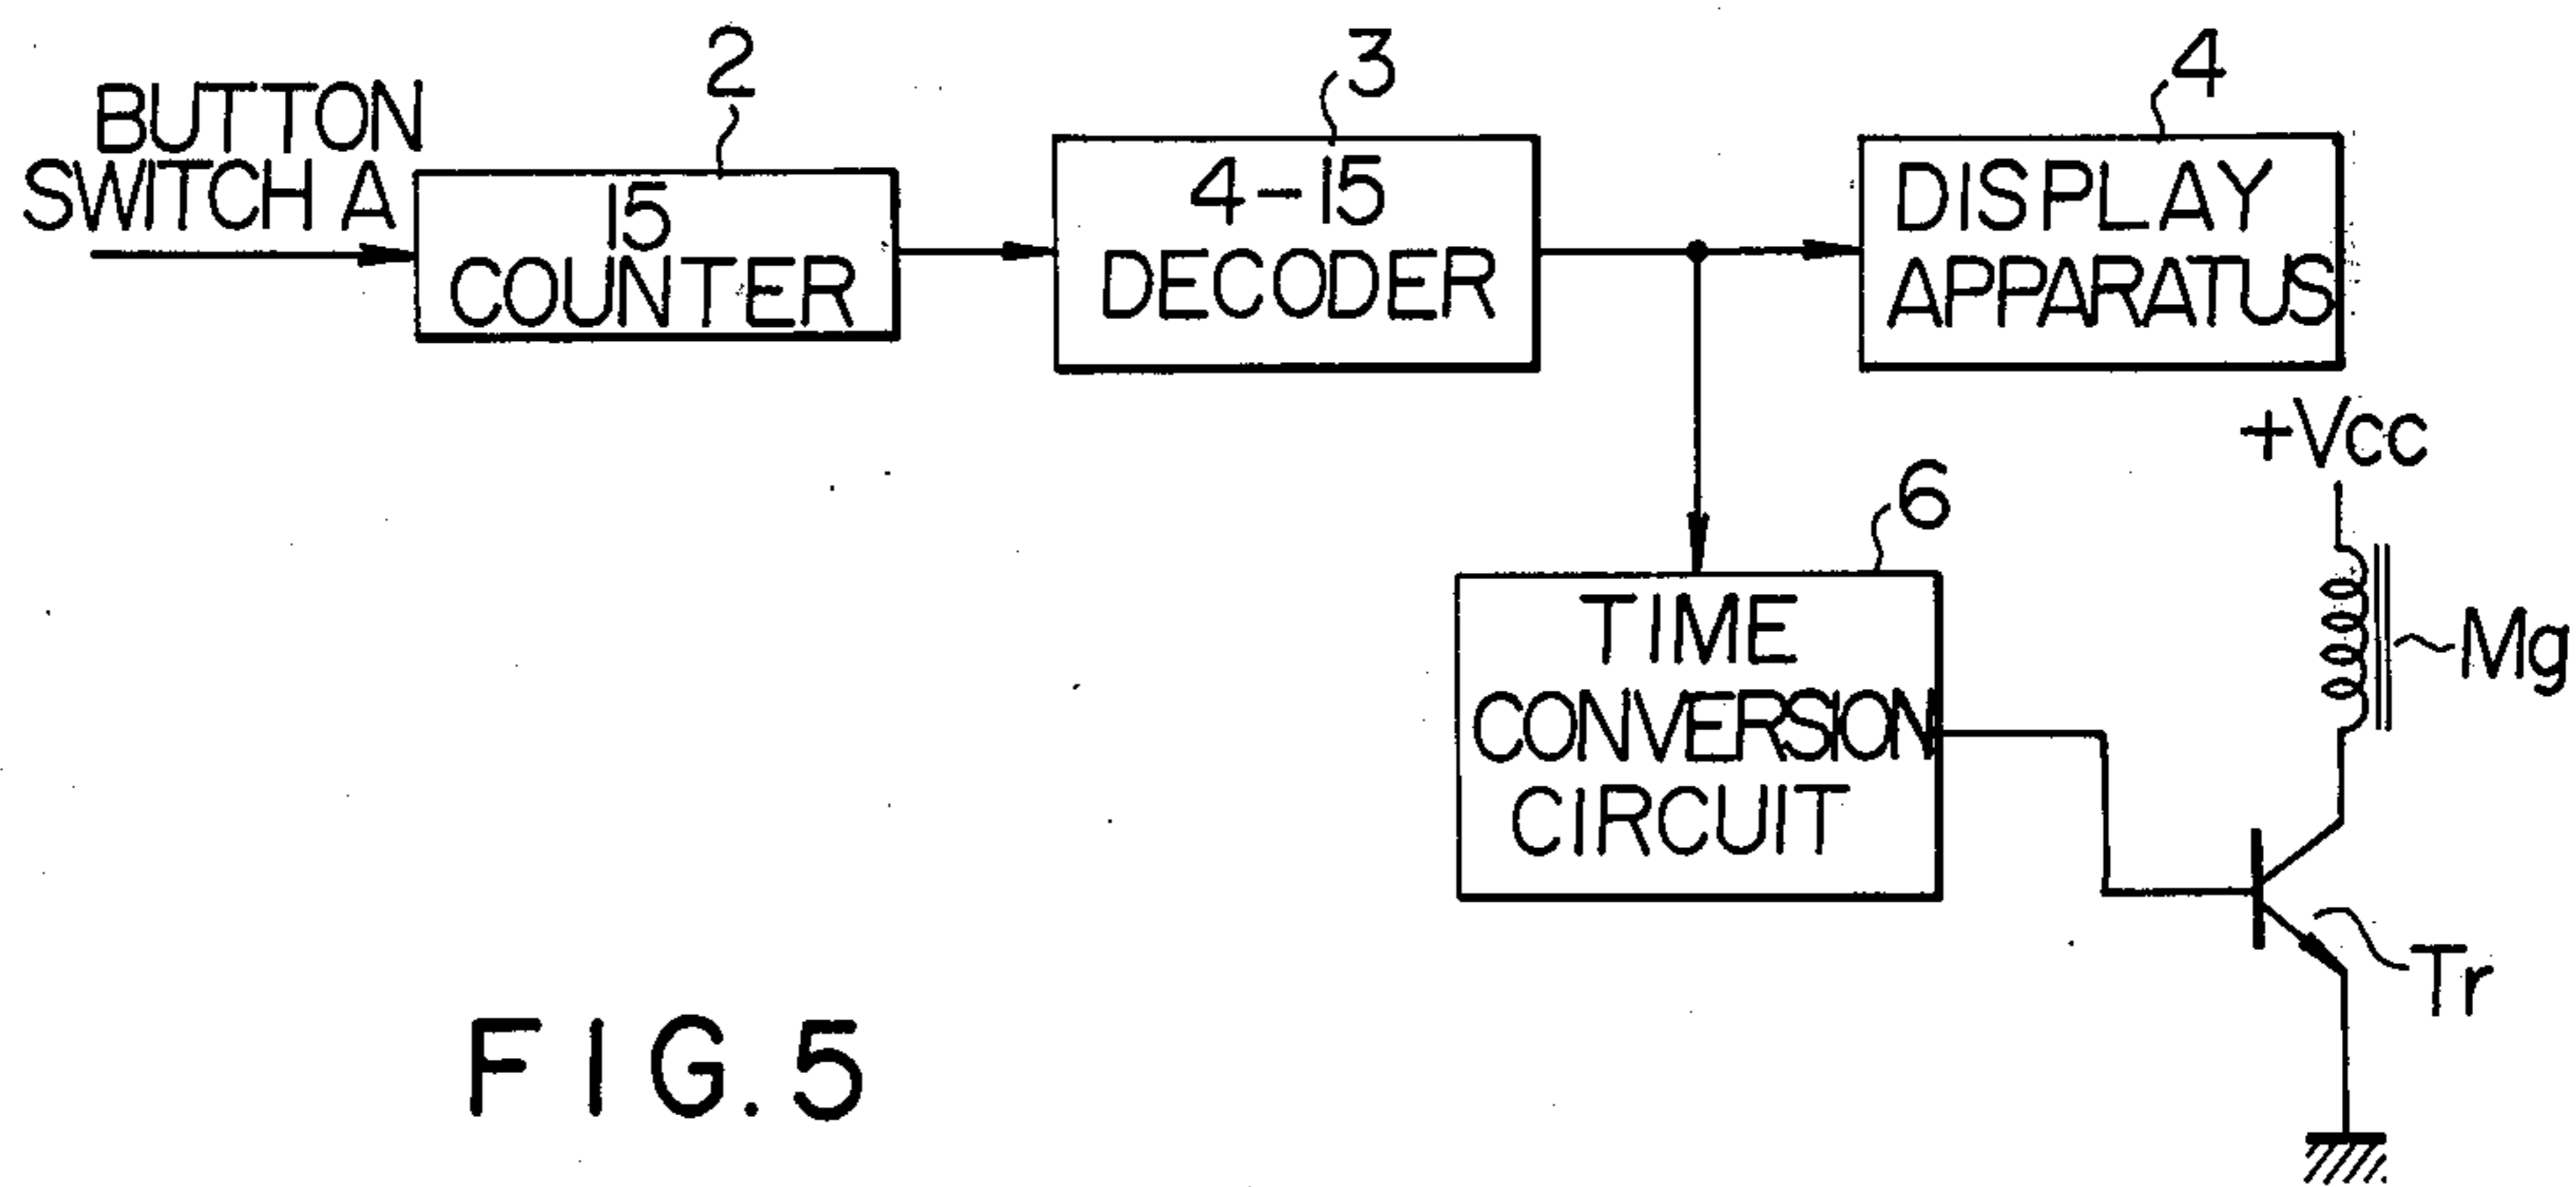 BUTTON
SWITCH A
2
15
COUNTER
3
4-15
DECODER
4
DISPLAY
APPARATUS
6
TIME
CONVERSION
CIRCUIT
+Vcc
Mg
Tr
FIG. 5